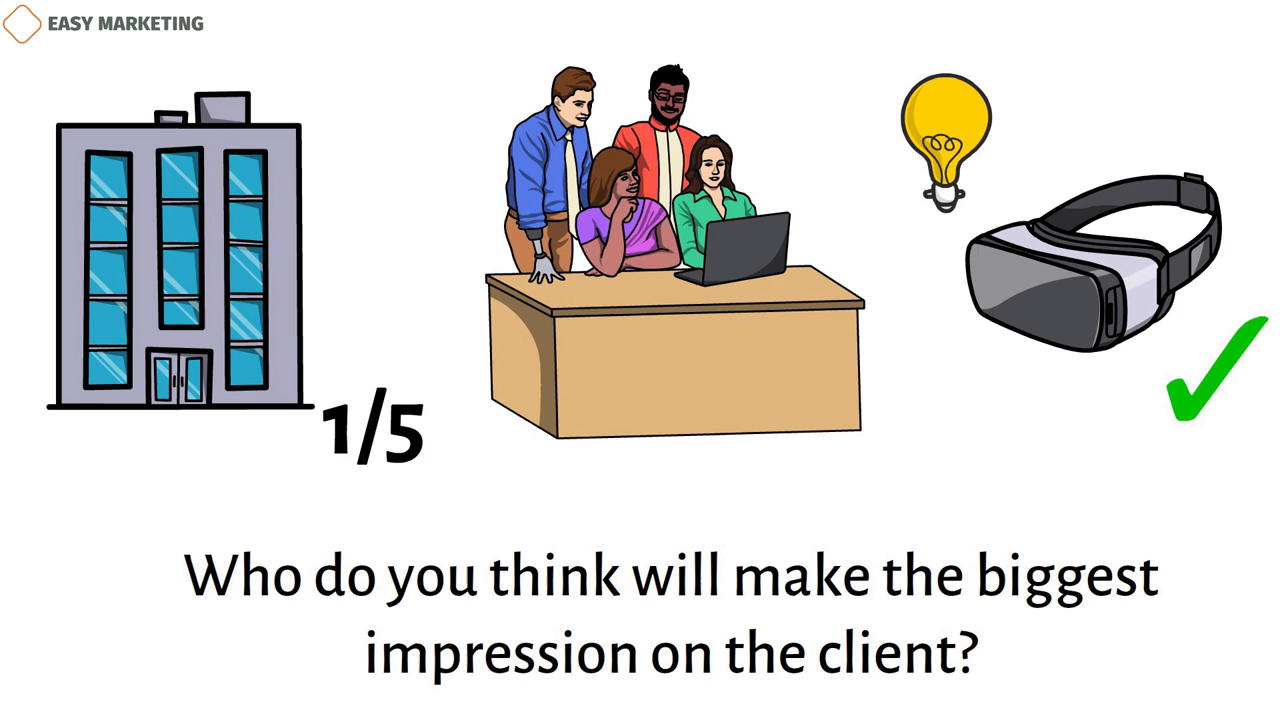 EASY MARKETING
1/5
Who do you think will make the biggest
impression on the client?